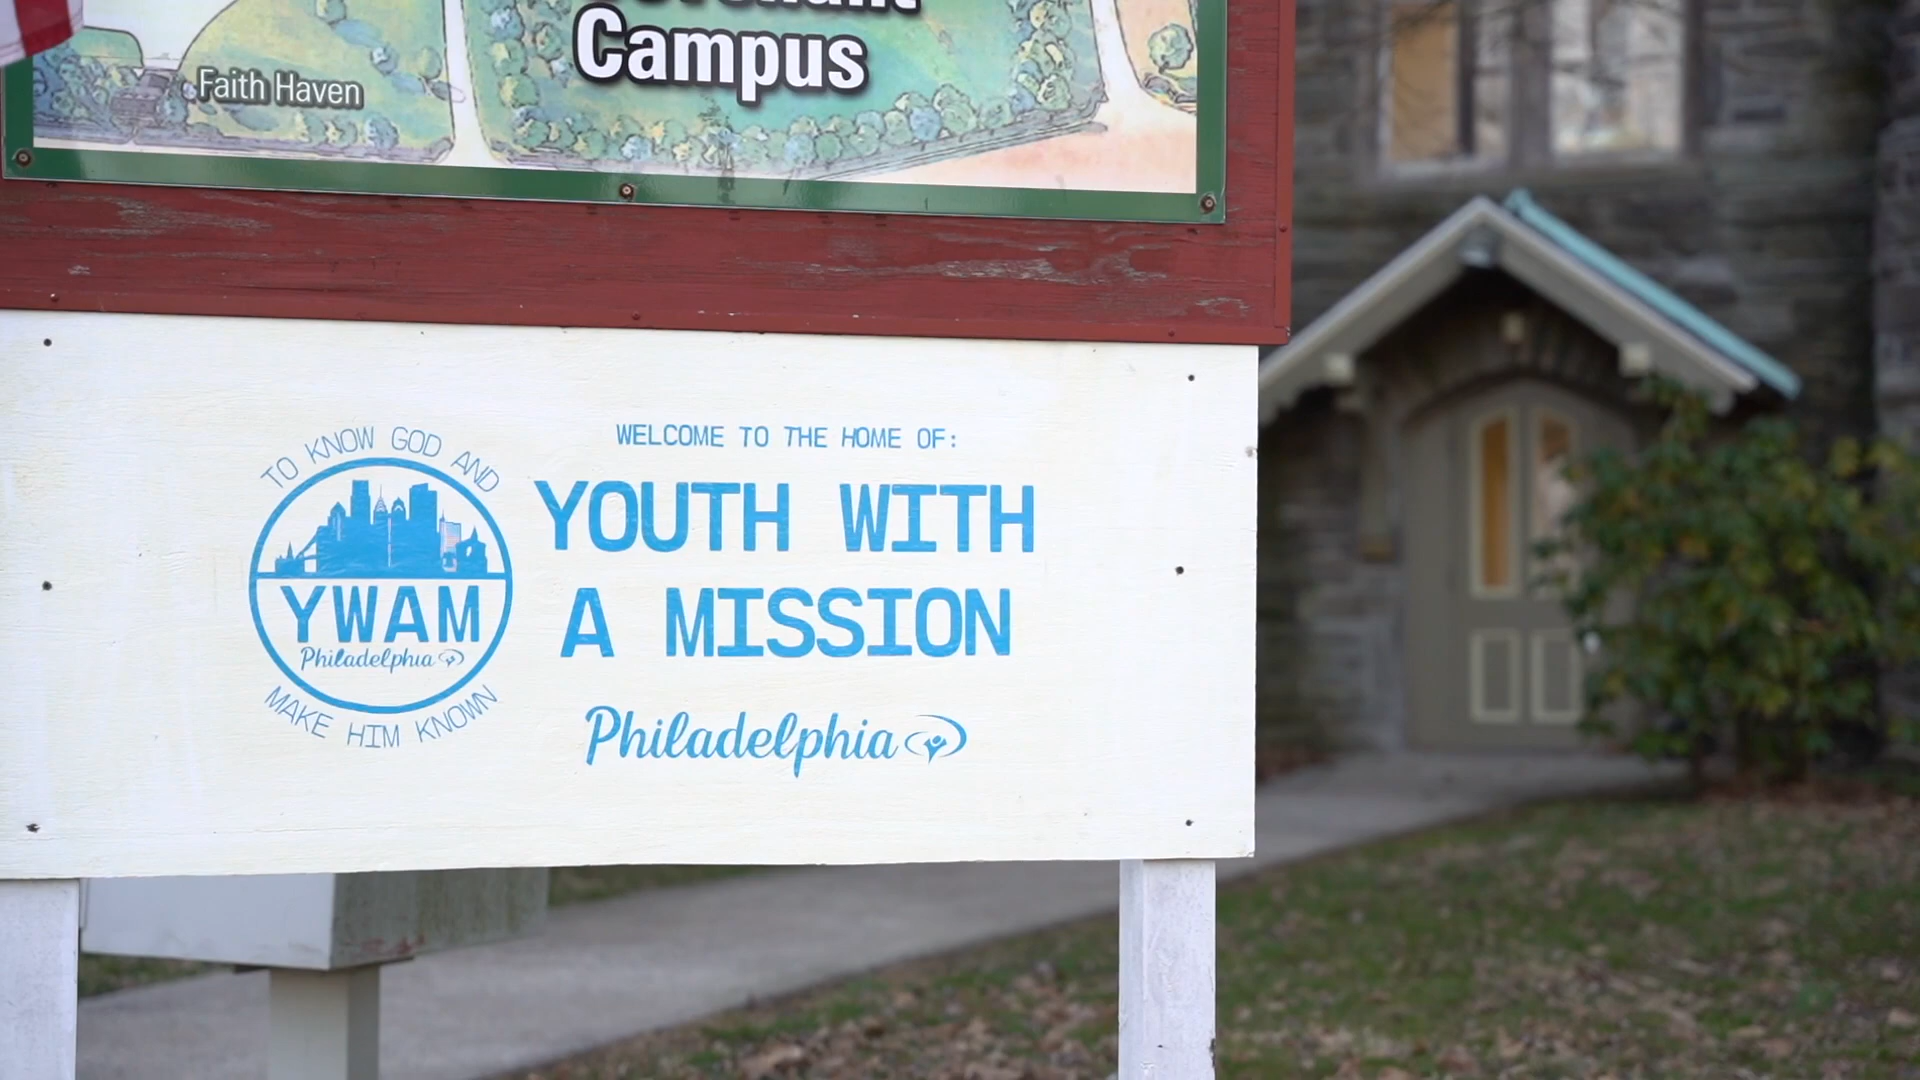 Campus
Faith Haven
WELCOME TO THE HOME OF:
YOUTH WITH
A MISSION
Philadelphia
TO KNOW GOD AND
YWAM
Philadelphia
MAKE HIM KNOWN